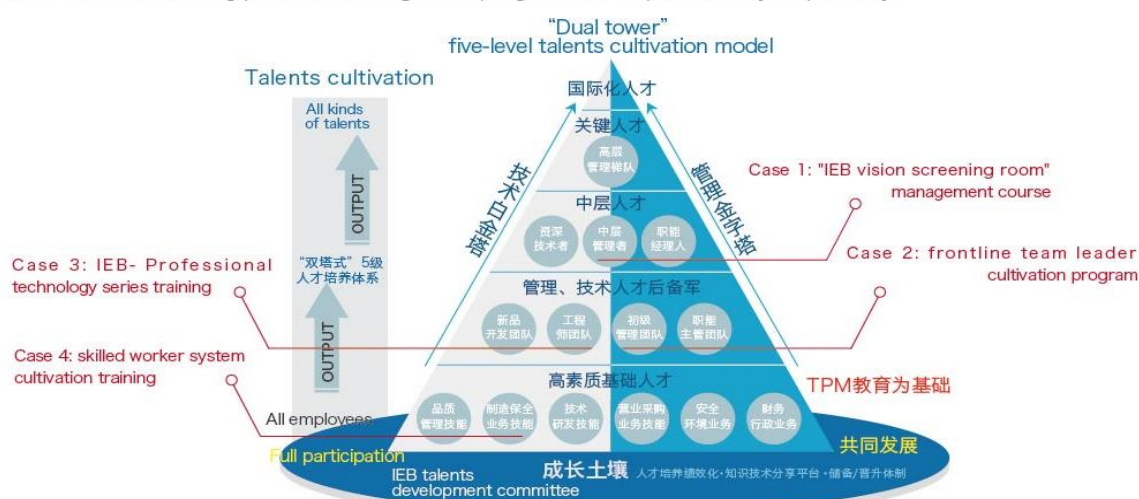 “Dual tower”
five-level talents cultivation model
Talents cultivation
All kinds
of talents
OUTPUT
“双塔式”5级
人才培养体系
OUTPUT
All employees
Full participation
国际化人才
关键人才
高层
管理梯队
中层人才
资深
技术者
中层
管理者
职能
经理人
管理、技术人才后备军
新品
开发团队
工程
师团队
初级
管理团队
职能
主管团队
高素质基础人才
品质
管理技能
制造保全
业务技能
技术
研发技能
营业采购
业务技能
安全
环境业务
财务
行政业务
技术白金塔
管理金字塔
Case 1: "IEB vision screening room"
management course
Case 2: frontline team leader
cultivation program
Case 3: IEB- Professional
technology series training
Case 4: skilled worker system
cultivation training
TPM教育为基础
共同发展
成长土壤 人才培养绩效化·知识技术分享平台·储备/晋升体制
IEB talents
development committee